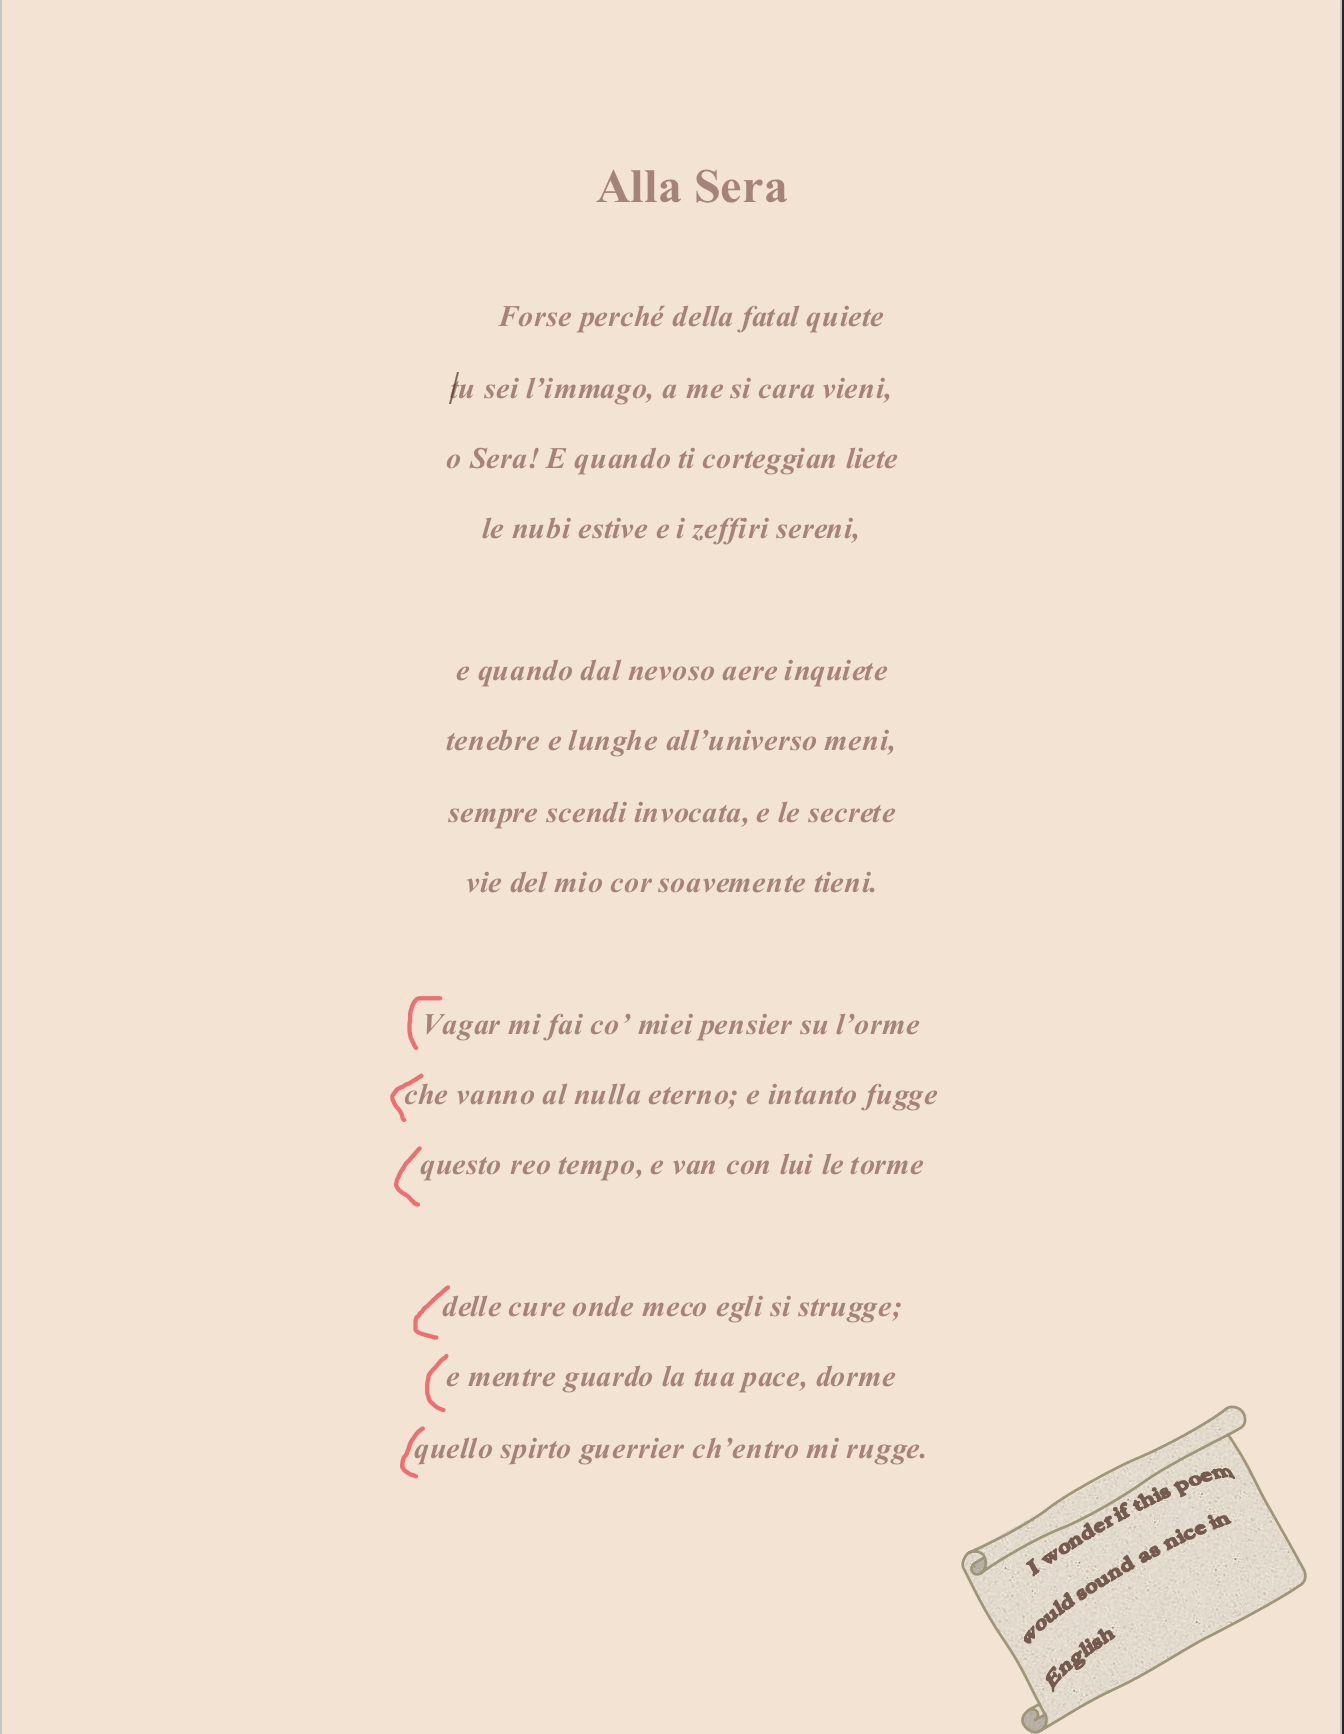 Alla Sera
Forse perché della fatal quiete
tu sei l’immago, a me si cara vieni,
o Sera! E quando ti corteggian liete
le nubi estive e i zeffiri sereni,
e quando dal nevoso aere inquiete
tenebre e lunghe all’universo meni,
sempre scendi invocata, e le secrete
vie del mio cor soavemente tieni.
Vagar mi fai co’ miei pensier su l’orme
che vanno al nulla eterno; e intanto fugge
questo reo tempo, e van con lui le torme
delle cure onde meco egli si strugge;
e mentre guardo la tua pace, dorme
quello spirto guerrier ch’entro mi rugge.
I wonder if this poem
would sound as nice in
English